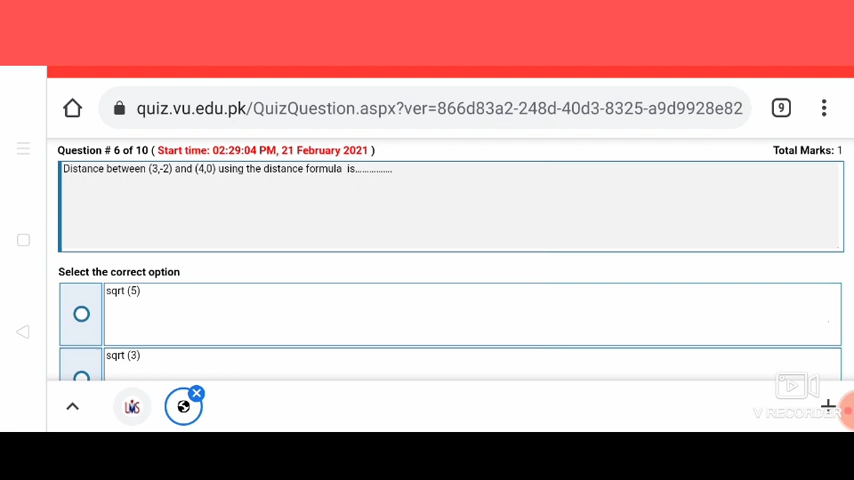 quiz.vu.edu.pk/QuizQuestion.aspx?ver=866d83a2-248d-40d3-8325-a9d9928e82
9
Question # 6 of 10 ( Start time: 02:29:04 PM, 21 February 2021 )
Total Marks: 1
Distance between (3,-2) and (4,0) using the distance formula is...............
Select the correct option
sqrt (5)
sqrt (3)
LMS
V RECORDER